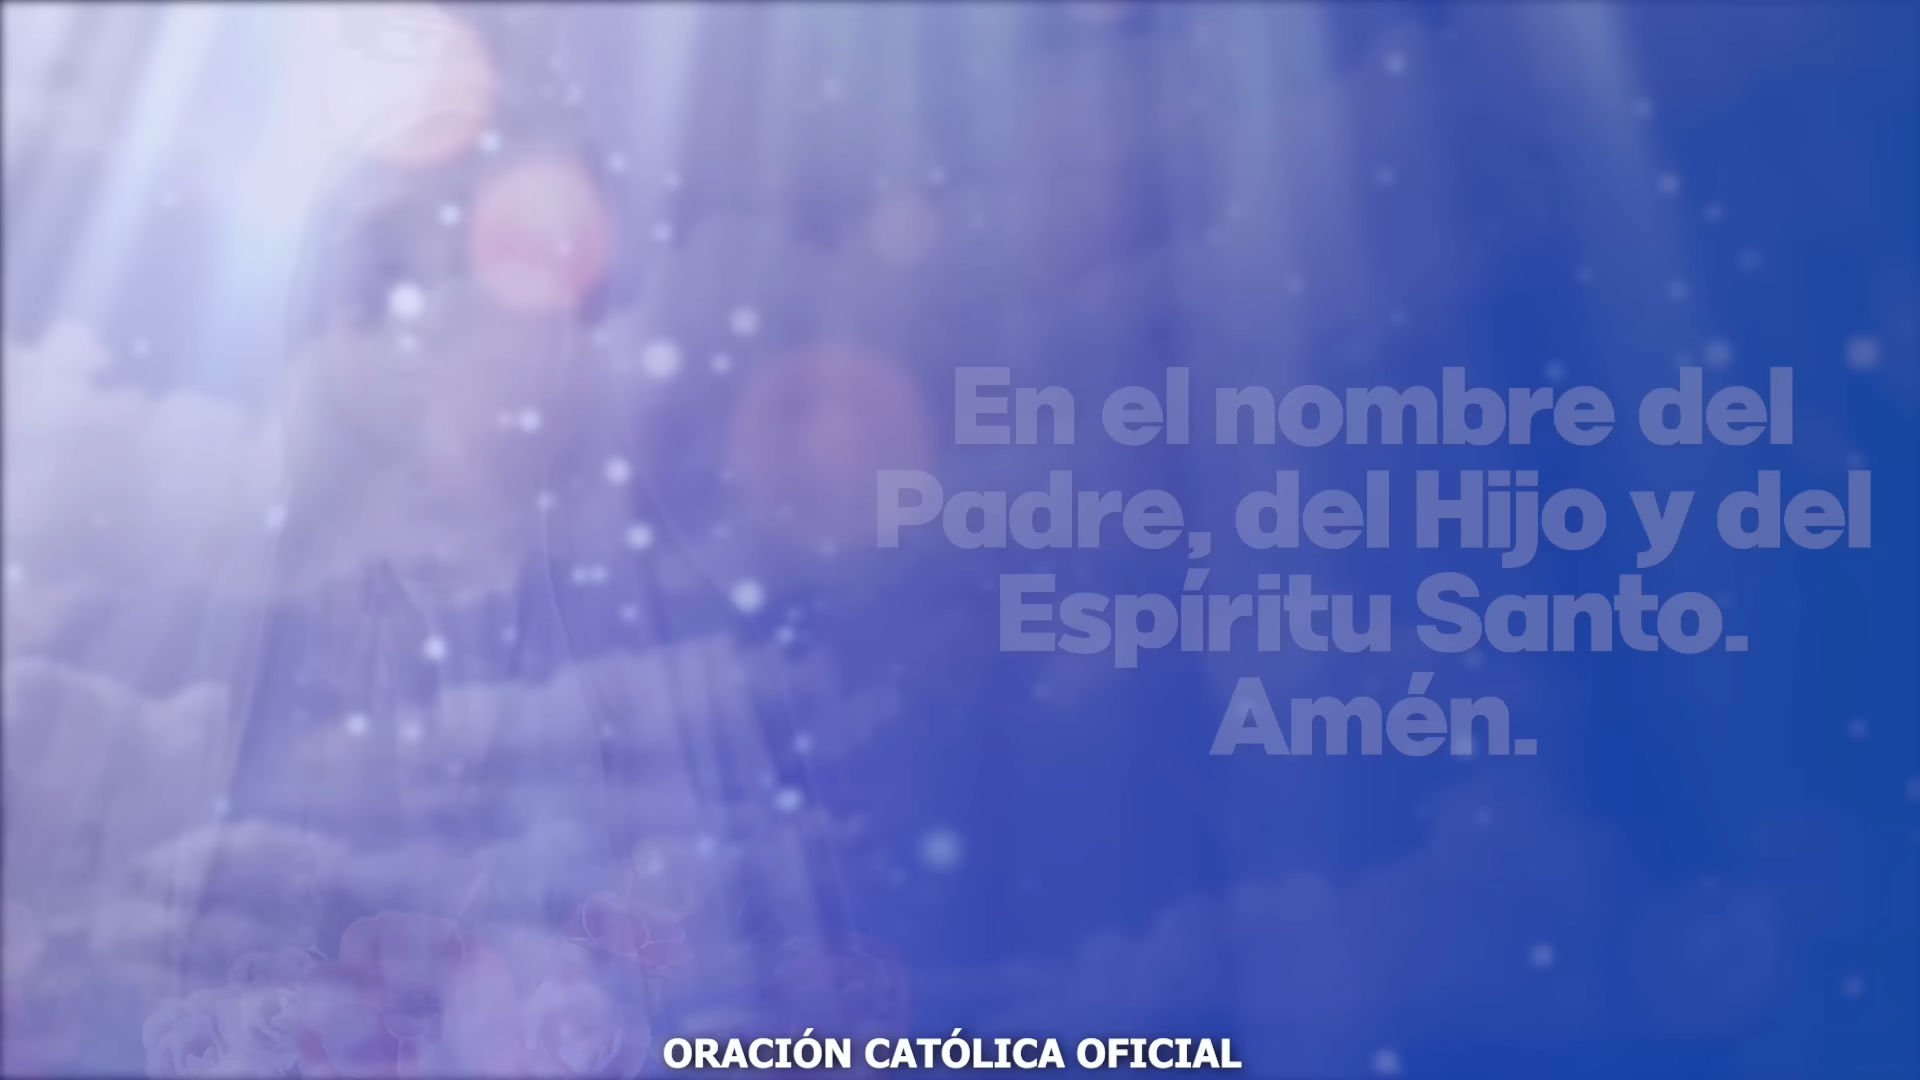 En el nombre del
Padre, del Hijo y del
Espíritu Santo.
Amén.
ORACIÓN CATÓLICA OFICIAL